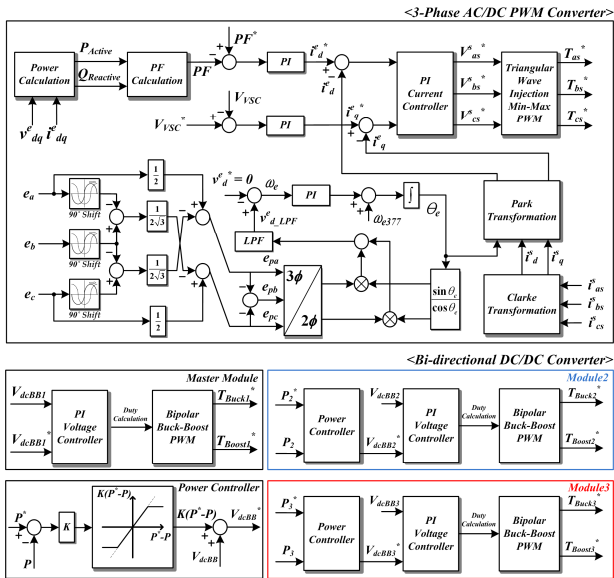 <3-Phase AC/DC PWM Converter>
Power Calculation
P_Active
Q_Reactive
v^e_dq i^e_dq
PF Calculation
PF
PF*
+
-
PI
i^e_d*
+
-
i^e_d
PI Current Controller
V^s_as*
V^s_bs*
V^s_cs*
Triangular Wave Injection Min-Max PWM
T_as*
T_bs*
T_cs*
V_VSC
V_VSC*
-
+
PI
i^e_q*
+
-
i^e_q
e_a
e_b
e_c
90° Shift
90° Shift
90° Shift
1/2
1/2√3
1/2√3
1/2
v^e_d* = 0
ω_e
PI
+
+
ω_e377
∫
θ_e
v^e_d_LPF
LPF
e_pa
e_pb
e_pc
3ϕ
2ϕ
sin θ_e
cos θ_e
Park Transformation
i^s_d i^s_q
Clarke Transformation
i^s_as
i^s_bs
i^s_cs
<Bi-directional DC/DC Converter>
Master Module
V_dcBB1
V_dcBB1*
PI Voltage Controller
Duty Calculation
Bipolar Buck-Boost PWM
T_Buck1*
T_Boost1*
Module2
P_2*
P_2
Power Controller
V_dcBB2
V_dcBB2*
PI Voltage Controller
Duty Calculation
Bipolar Buck-Boost PWM
T_Buck2*
T_Boost2*
Power Controller
P*
+
-
P
K
K(P*-P)
P*-P
K(P*-P)
V_dcBB*
+
+
V_dcBB
Module3
P_3*
P_3
Power Controller
V_dcBB3
V_dcBB3*
PI Voltage Controller
Duty Calculation
Bipolar Buck-Boost PWM
T_Buck3*
T_Boost3*